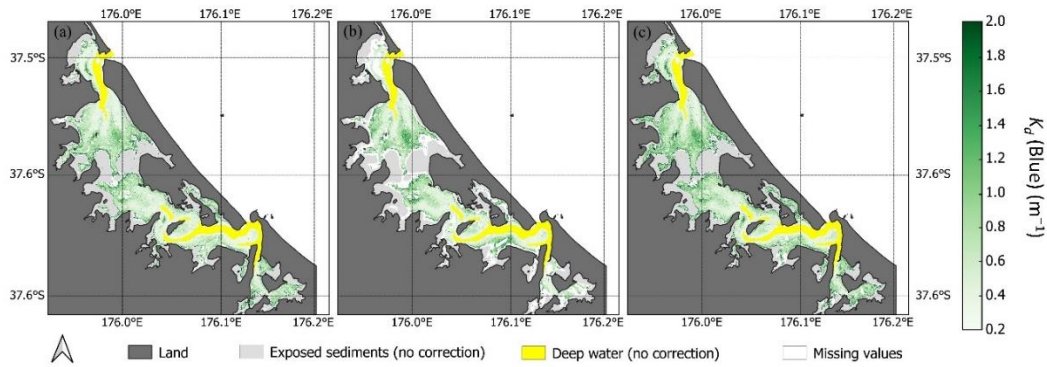 176.0°E 176.1°E 176.2°E 176.0°E 176.1°E 176.2°E 176.0°E 176.1°E 176.2°E
(a) (b) (c)
37.5°S 37.5°S
37.6°S 37.6°S
37.6°S 37.6°S
176.0°E 176.1°E 176.2°E 176.0°E 176.1°E 176.2°E 176.0°E 176.1°E 176.2°E
2.0
1.8
1.6
1.4
1.2
1.0
0.8
0.6
0.4
0.2
K_d (Blue) (m⁻¹)
Land Exposed sediments (no correction) Deep water (no correction) Missing values